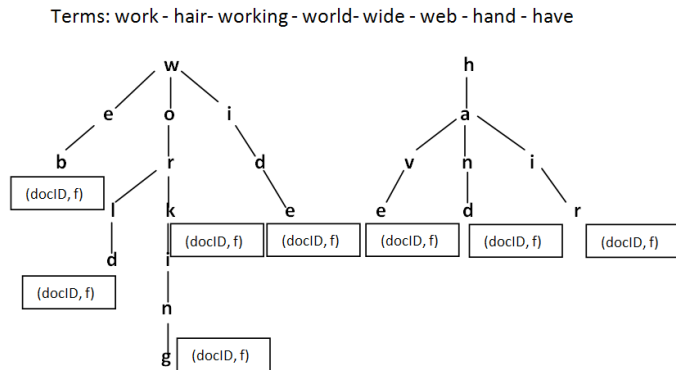 Terms: work - hair- working - world- wide - web - hand - have
w h
e o i a
b r d v n i
(docID, f)
l k e e d r
(docID, f) (docID, f) (docID, f) (docID, f) (docID, f)
d i
(docID, f)
n
g (docID, f)